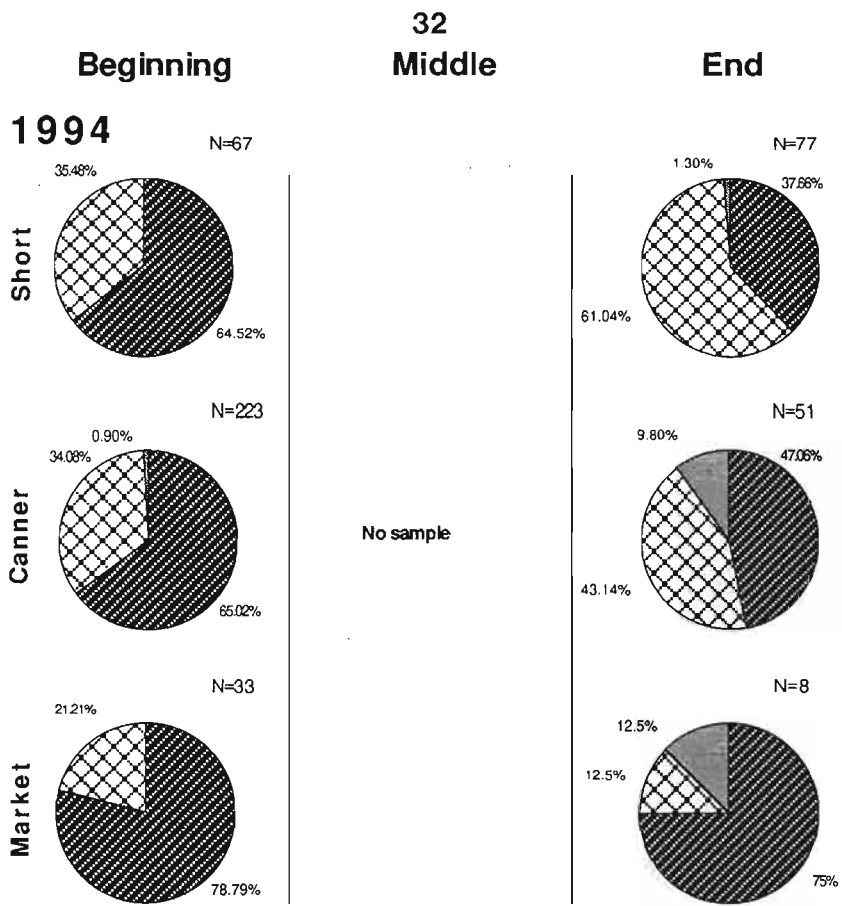 32
Beginning Middle End
1994
N=67 N=77
35.48% 1.30% 37.66%
Short
61.04%
64.52%
N=223 N=51
0.90% 9.80%
34.08% 47.06%
Canner
No sample
43.14%
65.02%
N=33 N=8
21.21% 12.5%
12.5%
Market
78.79% 75%